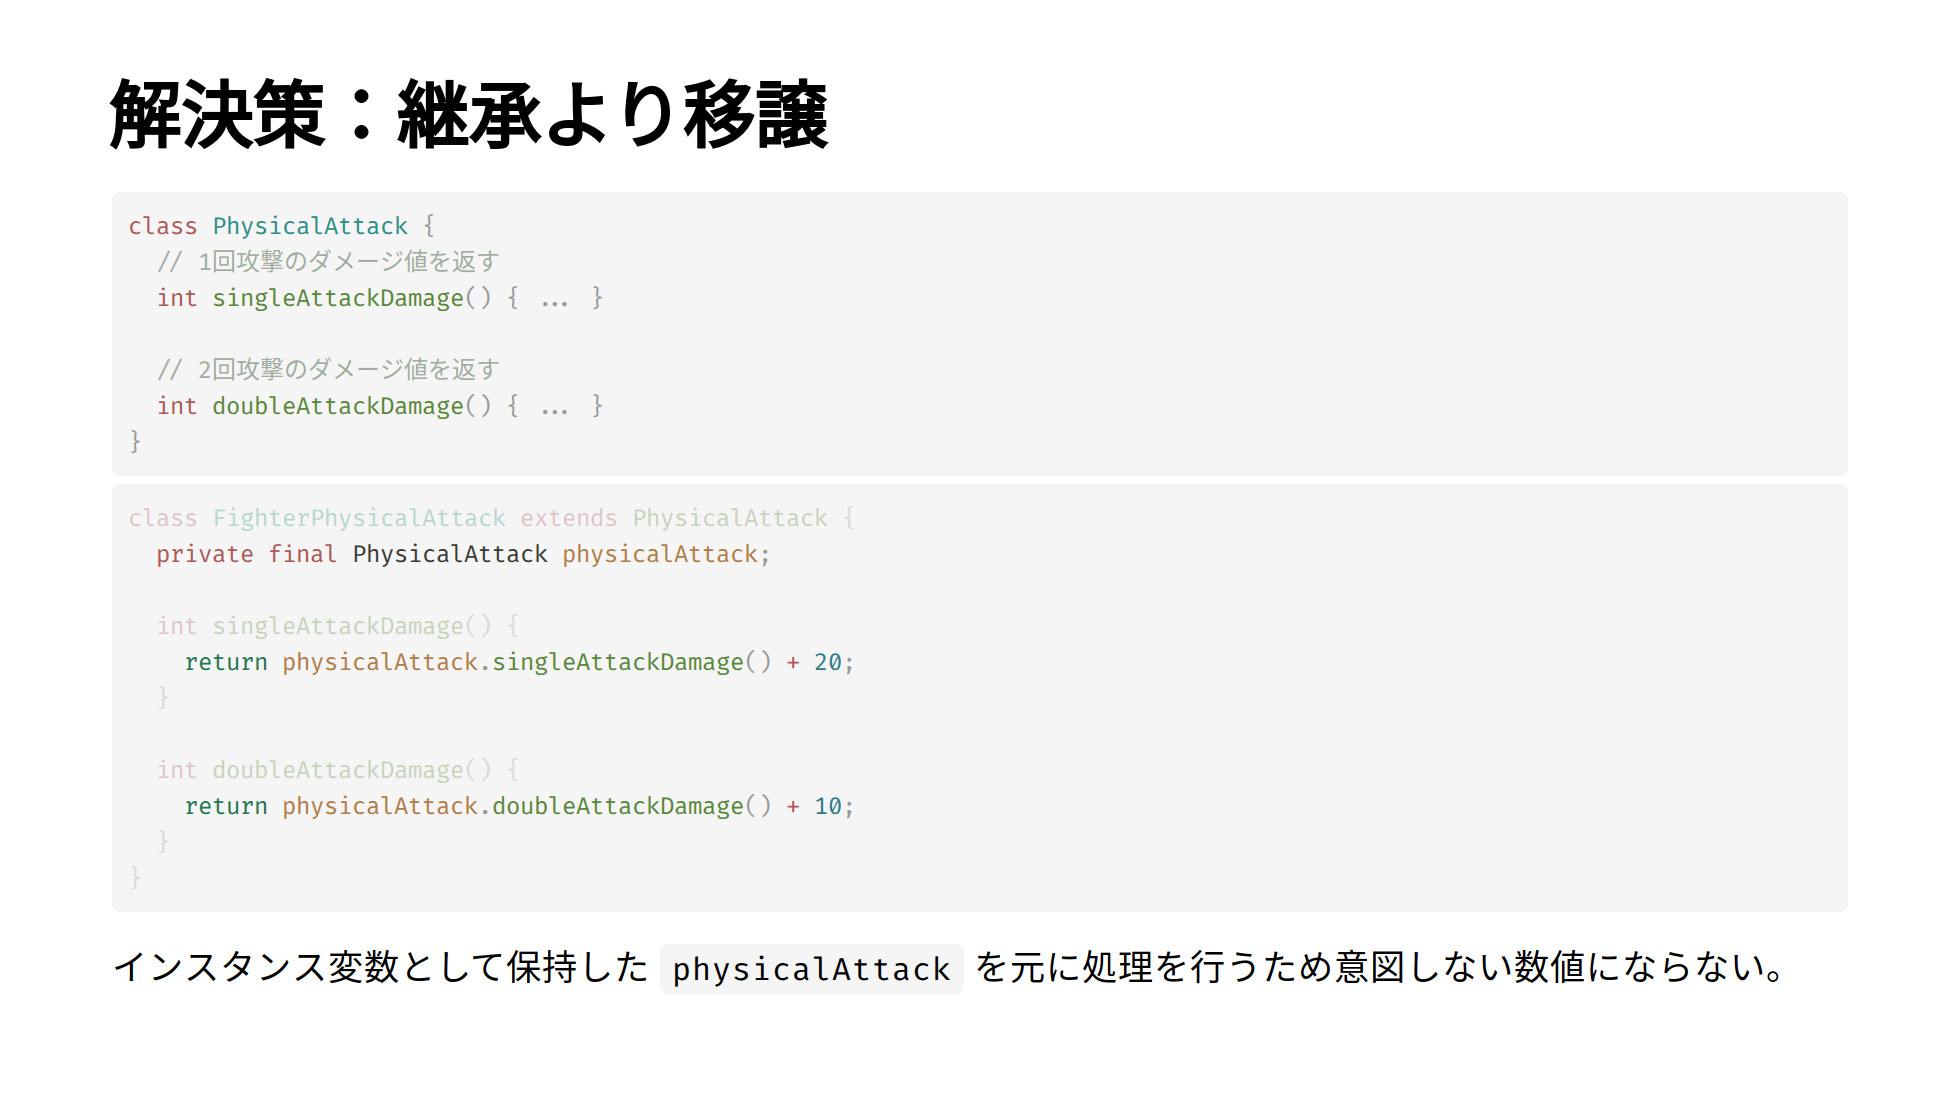 解決策：継承より移譲
class PhysicalAttack {
  // 1回攻撃のダメージ値を返す
  int singleAttackDamage() { ... }
  // 2回攻撃のダメージ値を返す
  int doubleAttackDamage() { ... }
}
class FighterPhysicalAttack extends PhysicalAttack {
  private final PhysicalAttack physicalAttack;
  int singleAttackDamage() {
    return physicalAttack.singleAttackDamage() + 20;
  }
  int doubleAttackDamage() {
    return physicalAttack.doubleAttackDamage() + 10;
  }
}
インスタンス変数として保持した physicalAttack を元に処理を行うため意図しない数値にならない。